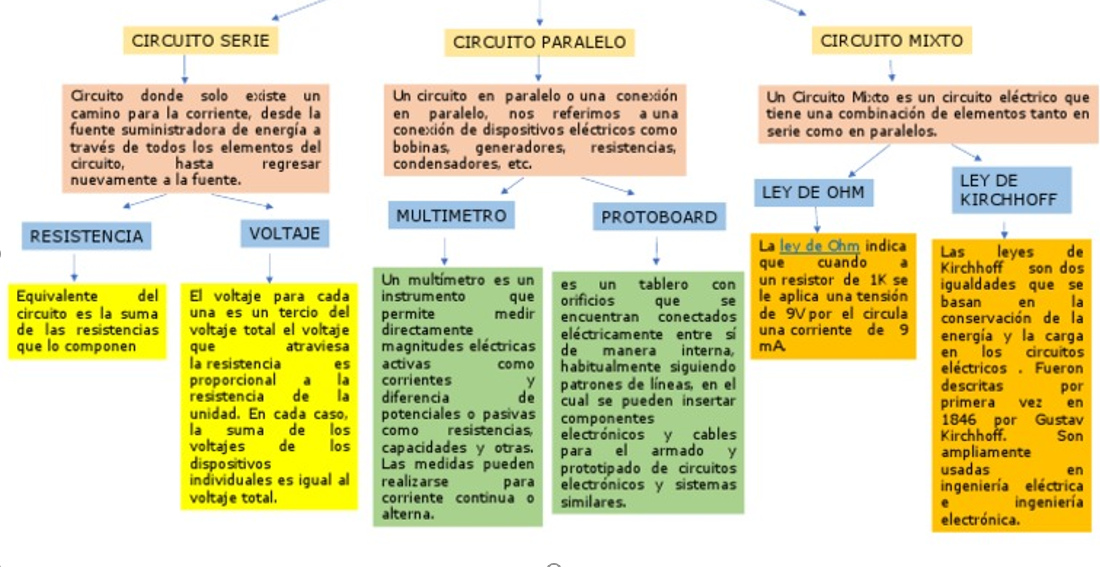 CIRCUITO SERIE
Circuito donde solo existe un
camino para la corriente, desde la
fuente suministradora de energía a
través de todos los elementos del
circuito, hasta regresar
nuevamente a la fuente.
RESISTENCIA
Equivalente del
circuito es la suma
de las resistencias
que lo componen
VOLTAJE
El voltaje para cada
una es un tercio del
voltaje total el voltaje
que atraviesa
la resistencia es
proporcional a la
resistencia de la
unidad. En cada caso,
la suma de los
voltajes de los
dispositivos
individuales es igual al
voltaje total.
CIRCUITO PARALELO
Un circuito en paralelo o una conexión
en paralelo, nos referimos a una
conexión de dispositivos eléctricos como
bobinas, generadores, resistencias,
condensadores, etc.
MULTIMETRO
Un multímetro es un
instrumento que
permite medir
directamente
magnitudes eléctricas
activas como
corrientes y
diferencia de
potenciales o pasivas
como resistencias,
capacidades y otras.
Las medidas pueden
realizarse para
corriente continua o
alterna.
PROTOBOARD
es un tablero con
orificios que se
encuentran conectados
eléctricamente entre sí
de manera interna,
habitualmente siguiendo
patrones de líneas, en el
cual se pueden insertar
componentes
electrónicos y cables
para el armado y
prototipado de circuitos
electrónicos y sistemas
similares.
CIRCUITO MIXTO
Un Circuito Mixto es un circuito eléctrico que
tiene una combinación de elementos tanto en
serie como en paralelos.
LEY DE OHM
La ley de Ohm indica
que cuando a
un resistor de 1K se
le aplica una tensión
de 9V por el circula
una corriente de 9
mA.
LEY DE
KIRCHHOFF
Las leyes de
Kirchhoff son dos
igualdades que se
basan en la
conservación de la
energía y la carga
en los circuitos
eléctricos . Fueron
descritas por
primera vez en
1846 por Gustav
Kirchhoff. Son
ampliamente
usadas en
ingeniería eléctrica
e ingeniería
electrónica.